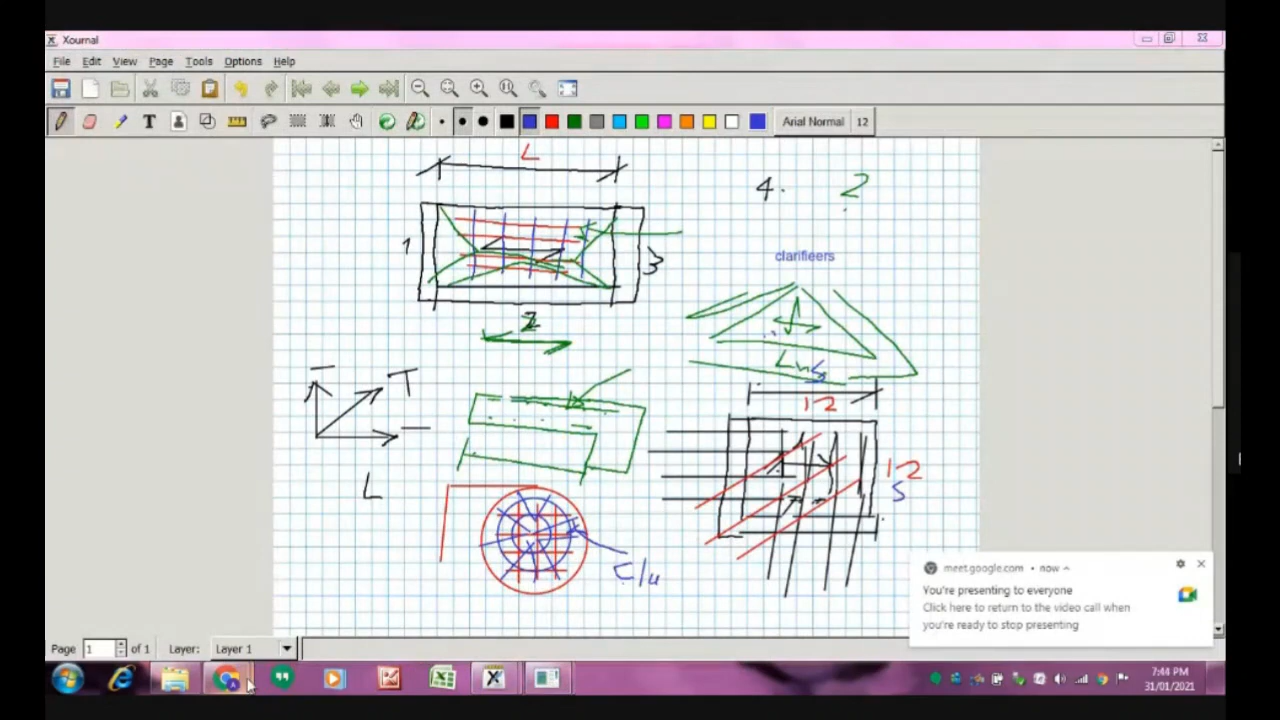 Xournal
File Edit View Page Tools Options Help
Arial Normal 12
L
4. 2
1
3
clarifieers
2
S
12
T
L
12
S
C/u
meet.google.com • now
You're presenting to everyone
Click here to return to the video call when
you're ready to stop presenting
Page 1 of 1 Layer: Layer 1
7:44 PM
31/01/2021